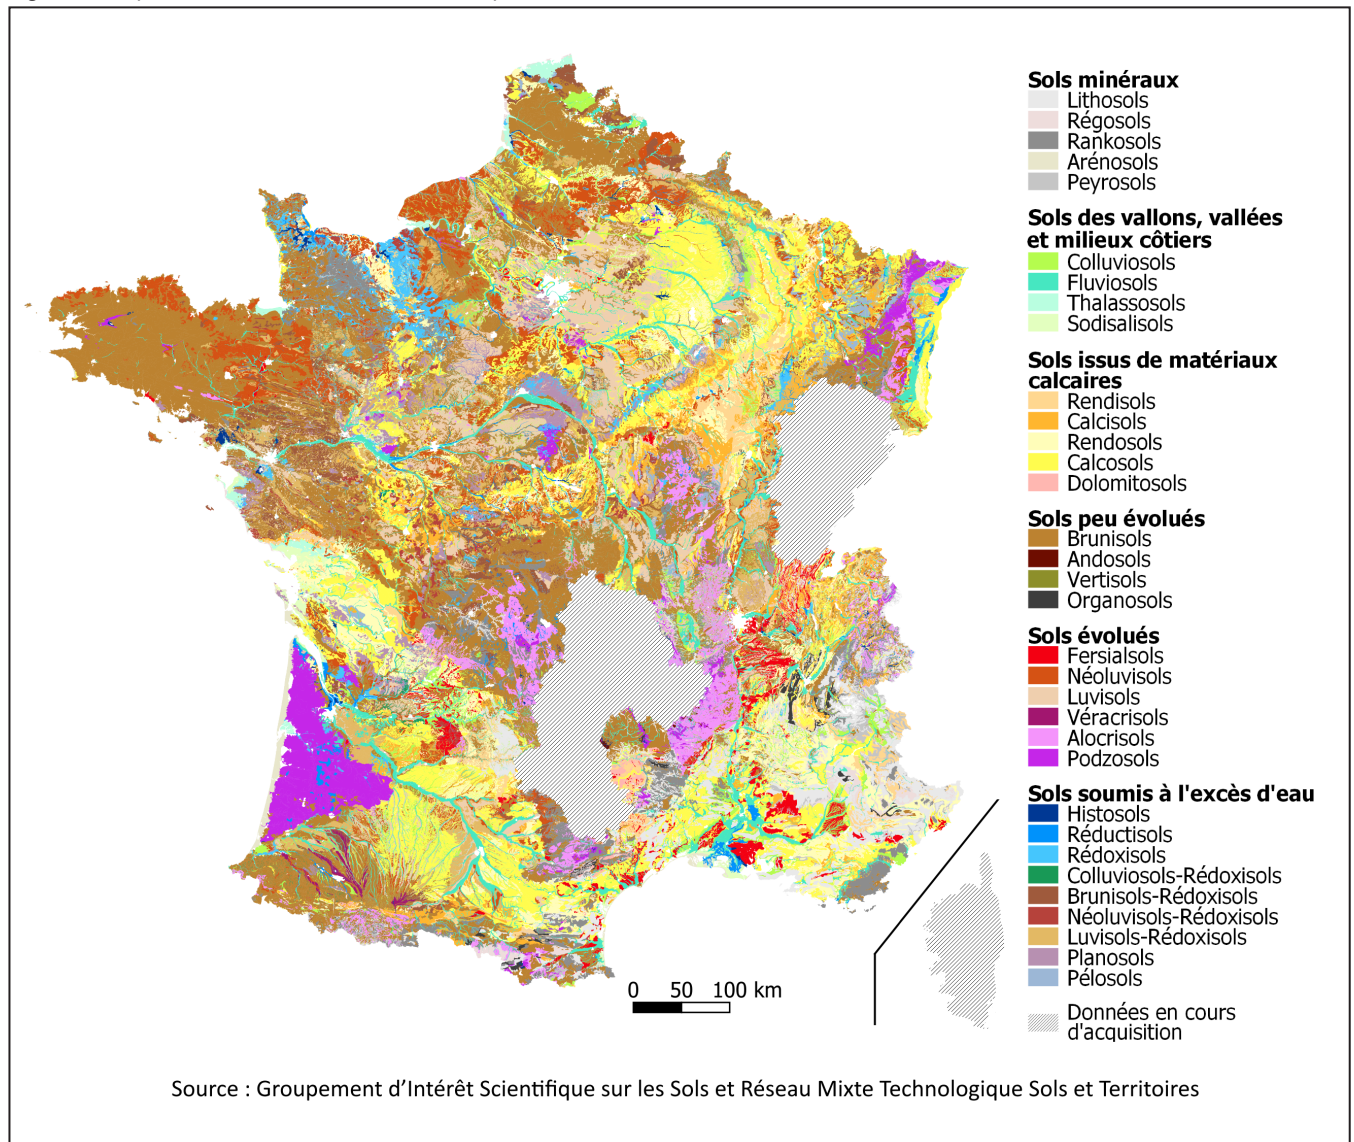 Sols minéraux
Lithosols
Régosols
Rankosols
Arénosols
Peyrosols
Sols des vallons, vallées
et milieux côtiers
Colluviosols
Fluviosols
Thalassosols
Sodisalisols
Sols issus de matériaux
calcaires
Rendisols
Calcisols
Rendosols
Calcosols
Dolomitosols
Sols peu évolués
Brunisols
Andosols
Vertisols
Organosols
Sols évolués
Fersialsols
Néoluvisols
Luvisols
Véracrisols
Alocrisols
Podzosols
Sols soumis à l'excès d'eau
Histosols
Réductisols
Rédoxisols
Colluviosols-Rédoxisols
Brunisols-Rédoxisols
Néoluvisols-Rédoxisols
Luvisols-Rédoxisols
Planosols
Pélosols
Données en cours
d'acquisition
0 50 100 km
Source : Groupement d’Intérêt Scientifique sur les Sols et Réseau Mixte Technologique Sols et Territoires